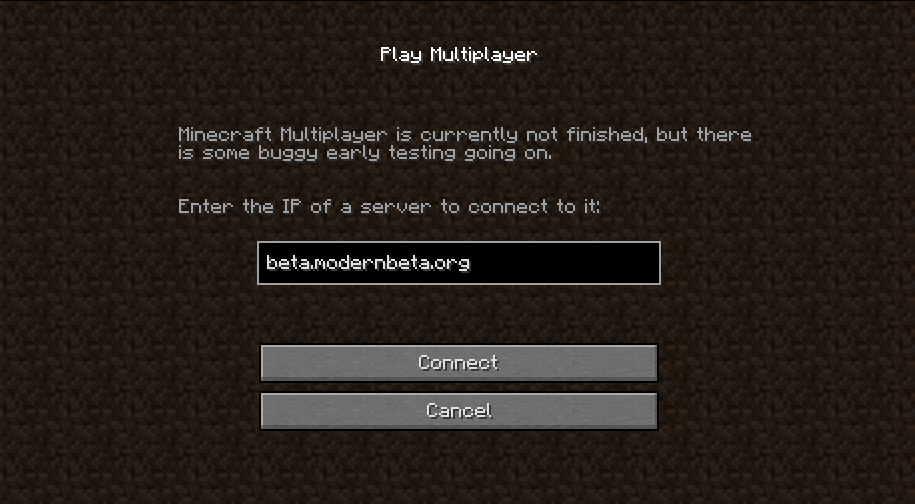 Play Multiplayer
Minecraft Multiplayer is currently not finished, but there
is some buggy early testing going on.
Enter the IP of a server to connect to it:
beta.modernbeta.org
Connect
Cancel